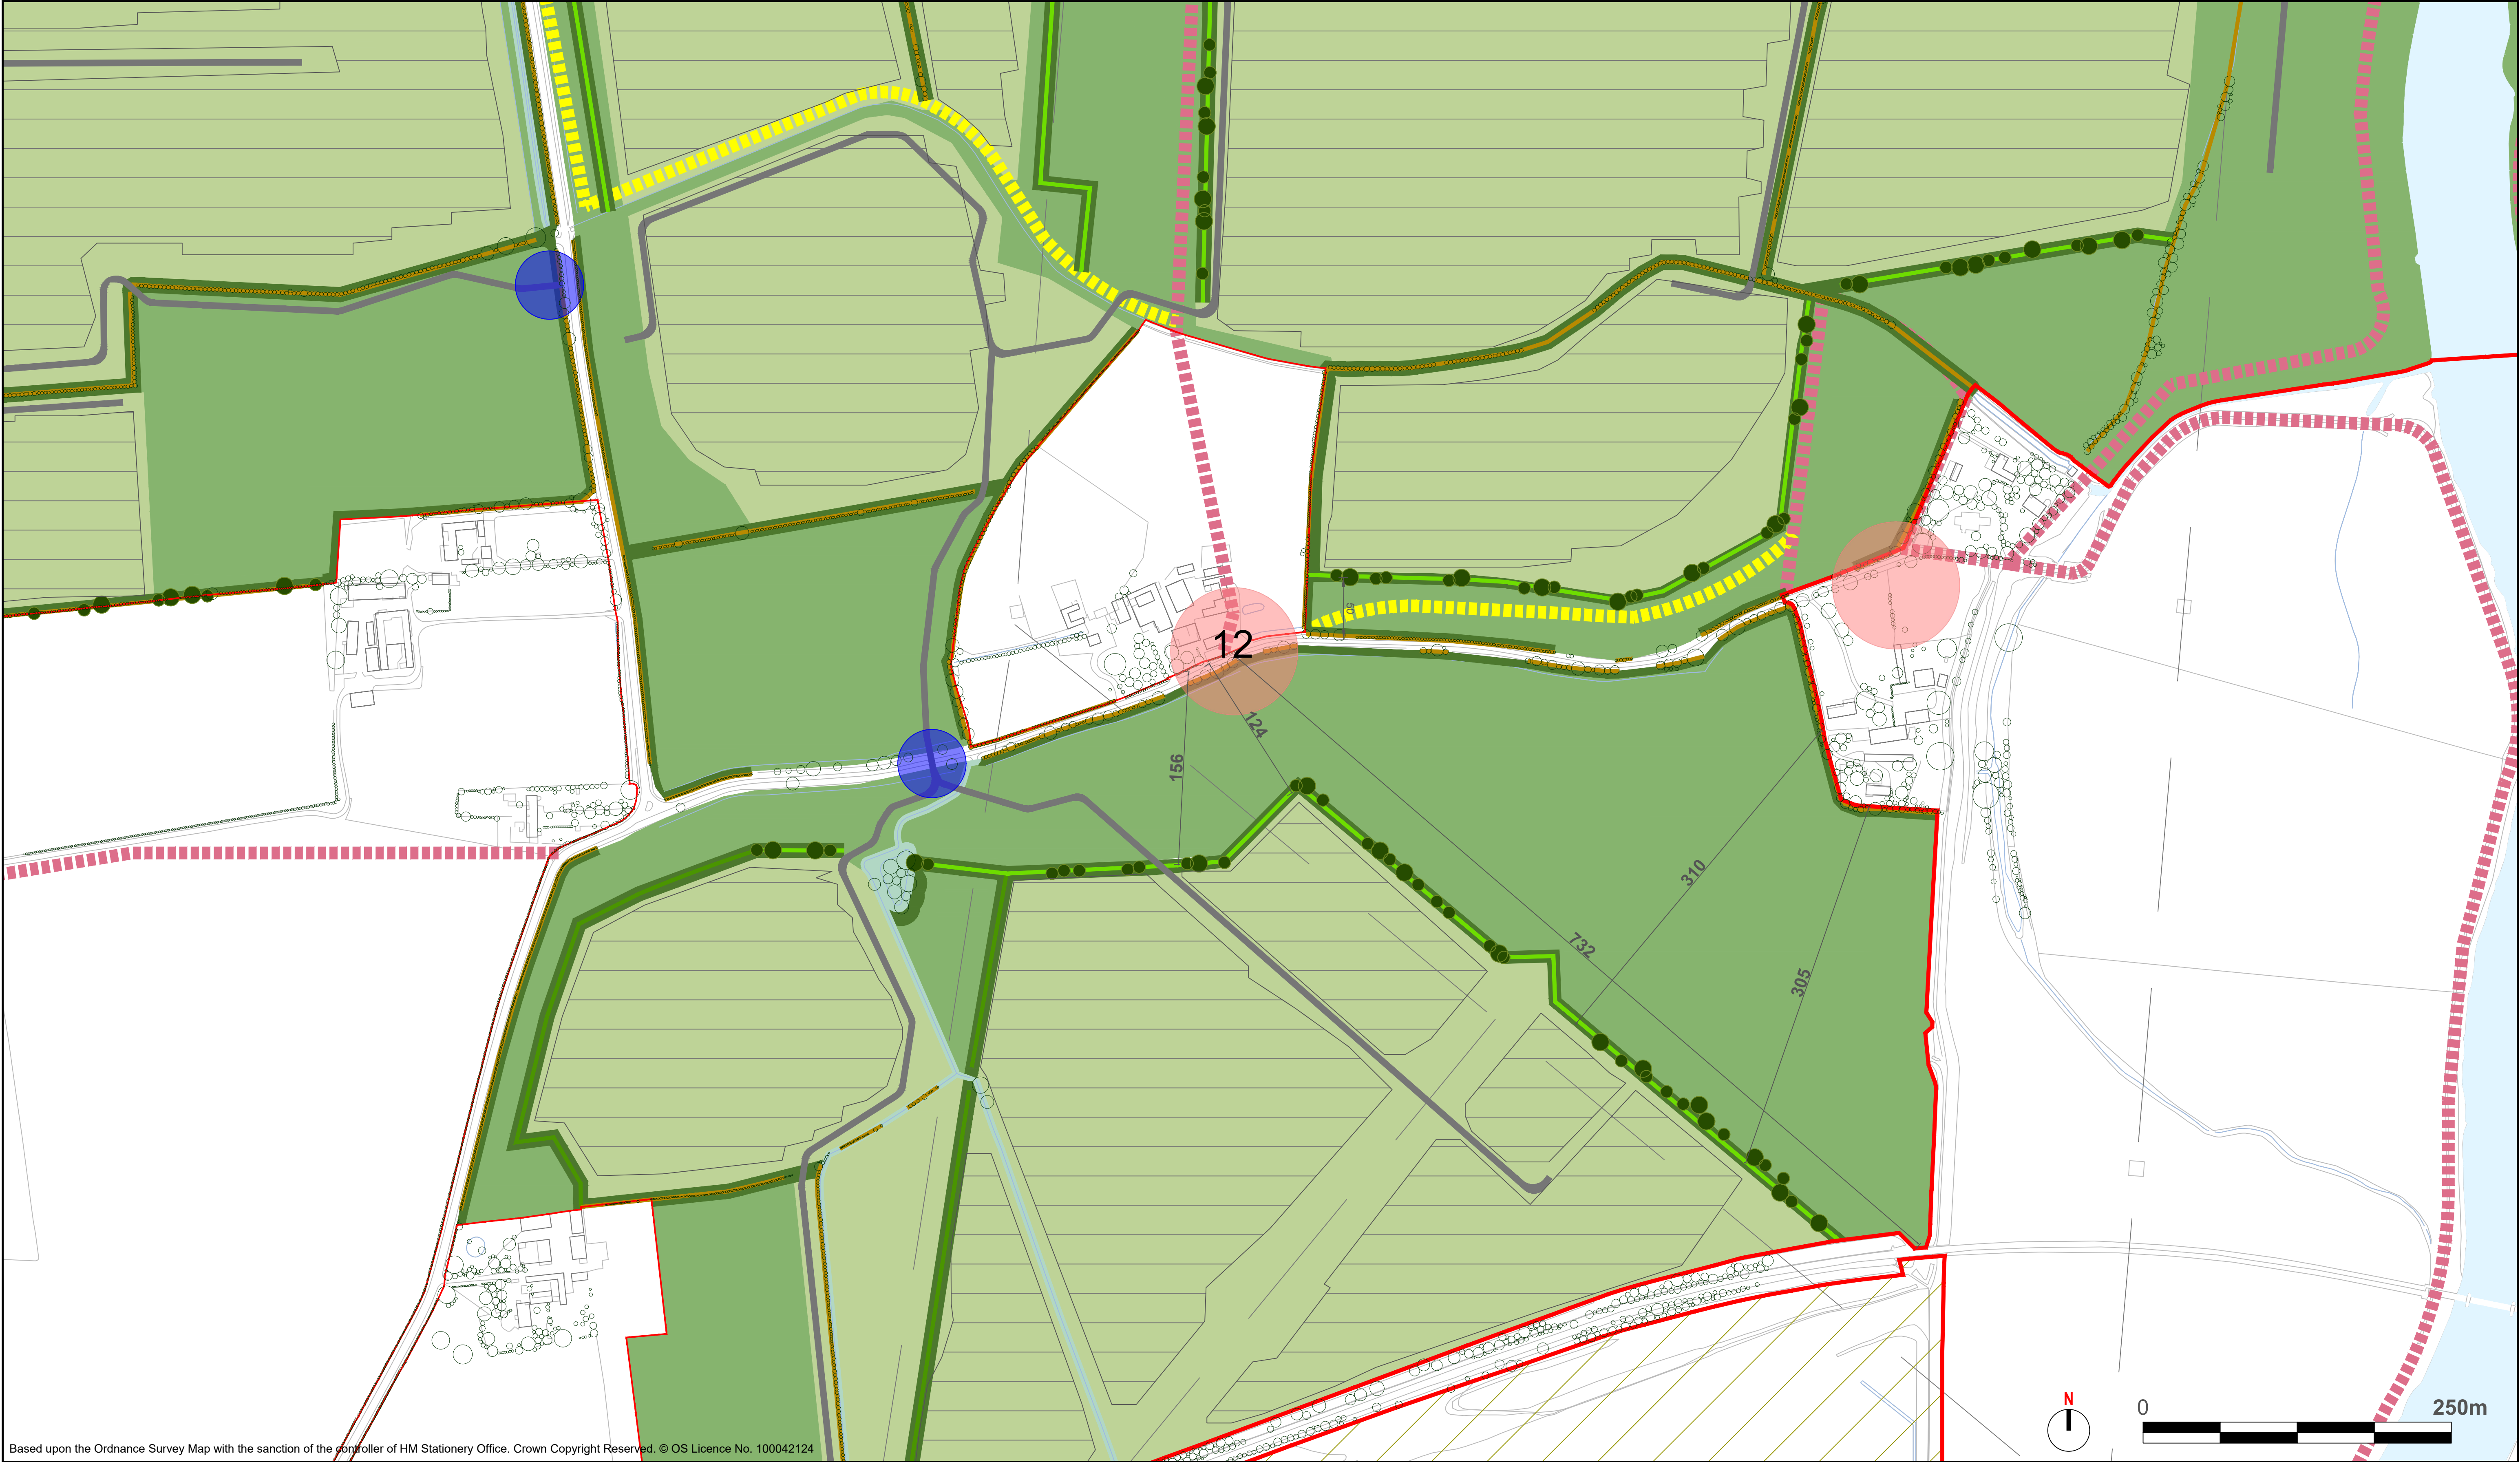 50
12
124
156
310
732
305
N
0 250m
Based upon the Ordnance Survey Map with the sanction of the controller of HM Stationery Office. Crown Copyright Reserved. © OS Licence No. 100042124